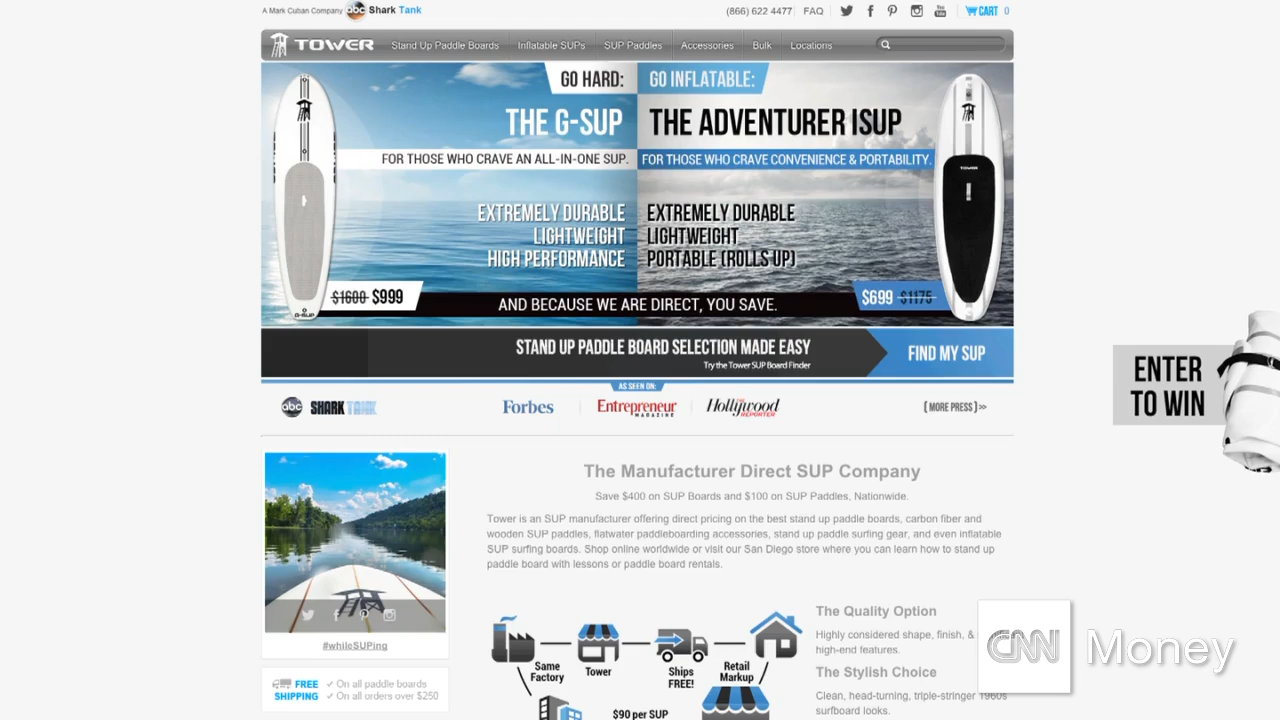 A Mark Cuban Company abc Shark Tank
(866) 622 4477 FAQ You Tube CART 0
TOWER Stand Up Paddle Boards Inflatable SUPs SUP Paddles Accessories Bulk Locations
GO HARD: GO INFLATABLE:
THE G-SUP THE ADVENTURER ISUP
FOR THOSE WHO CRAVE AN ALL-IN-ONE SUP. FOR THOSE WHO CRAVE CONVENIENCE & PORTABILITY.
TOWER
EXTREMELY DURABLE EXTREMELY DURABLE
LIGHTWEIGHT LIGHTWEIGHT
HIGH PERFORMANCE PORTABLE (ROLLS UP)
$1600 $999 AND BECAUSE WE ARE DIRECT, YOU SAVE. $699 $1175
G-SUP
STAND UP PADDLE BOARD SELECTION MADE EASY FIND MY SUP
Try the Tower SUP Board Finder
ENTER
TO WIN
AS SEEN ON:
abc SHARK TANK Forbes Entrepreneur MAGAZINE THE Hollywood REPORTER (MORE PRESS) >>
The Manufacturer Direct SUP Company
Save $400 on SUP Boards and $100 on SUP Paddles, Nationwide.
Tower is an SUP manufacturer offering direct pricing on the best stand up paddle boards, carbon fiber and
wooden SUP paddles, flatwater paddleboarding accessories, stand up paddle surfing gear, and even inflatable
SUP surfing boards. Shop online worldwide or visit our San Diego store where you can learn how to stand up
paddle board with lessons or paddle board rentals.
#whileSUPing
FREE ✓ On all paddle boards
SHIPPING ✓ On all orders over $250
Same
Factory
Tower
Ships
FREE!
Retail
Markup
$90 per SUP
The Quality Option
Highly considered shape, finish, &
high-end features.
The Stylish Choice
Clean, head-turning, triple-stringer 1960s
surfboard looks.
CNN Money